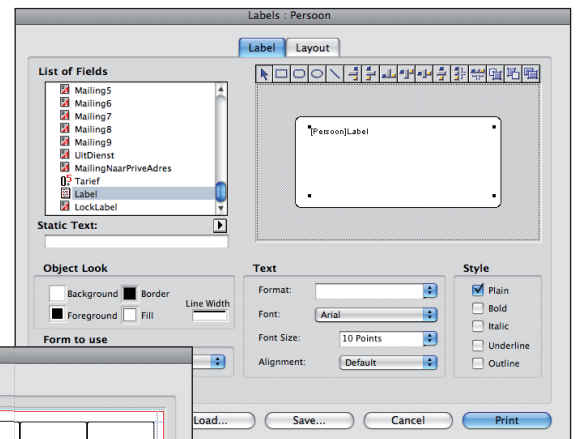 Labels : Persoon
Label Layout
List of Fields
Mailing5
Mailing6
Mailing7
Mailing8
Mailing9
UitDienst
MailingNaarPriveAdres
Tarief
Label
LockLabel
[Persoon]Label
Static Text:
Object Look
Background Border
Foreground Fill
Line Width
Form to use
Text
Format:
Font: Arial
Font Size: 10 Points
Alignment: Default
Style
Plain
Bold
Italic
Underline
Outline
Load... Save... Cancel Print